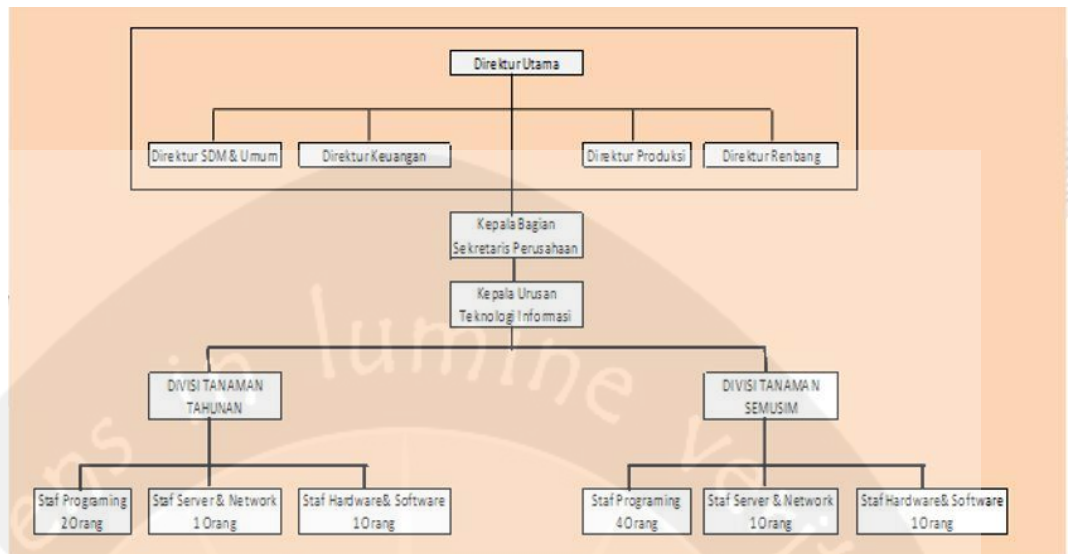 Direktur Utama
Direktur SDM & Umum
Direktur Keuangan
Direktur Produksi
Direktur Renbang
Kepala Bagian
Sekretaris Perusahaan
Kepala Urusan
Teknologi Informasi
DIVISI TANAMAN
TAHUNAN
DIVISI TANAMAN
SEMUSIM
Staf Programing
2 Orang
Staf Server & Network
1 Orang
Staf Hardware& Software
1 Orang
Staf Programing
4 Orang
Staf Server & Network
1 Orang
Staf Hardware& Software
1 Orang
in lumine